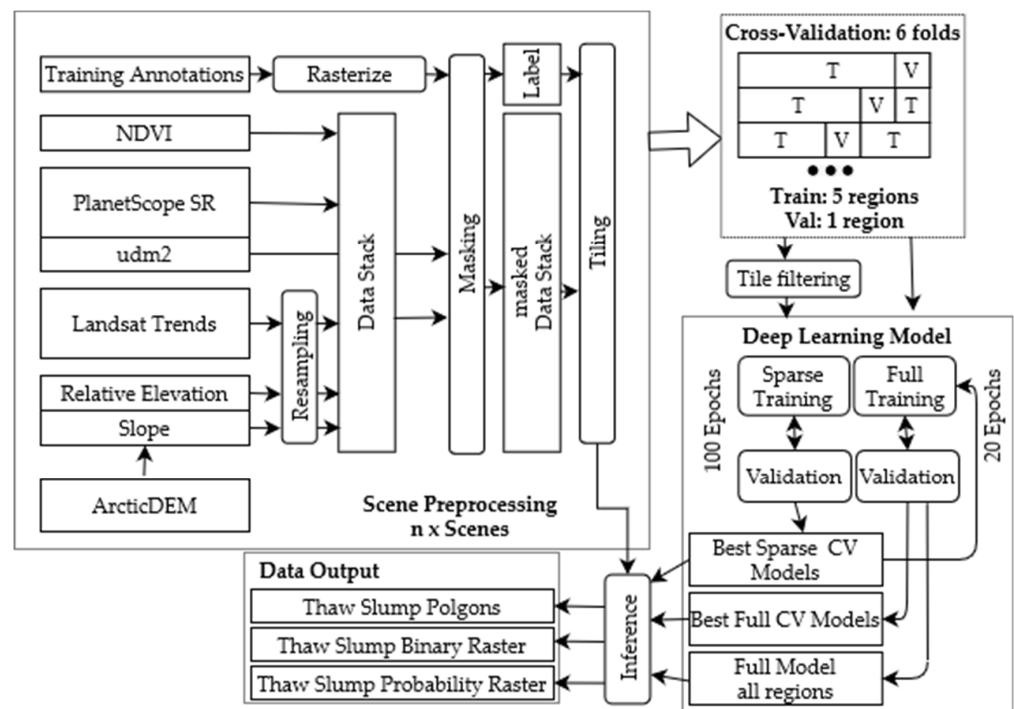 Training Annotations
Rasterize
Label
NDVI
PlanetScope SR
udm2
Landsat Trends
Relative Elevation
Slope
ArcticDEM
Resampling
Data Stack
Masking
masked
Data Stack
Tiling
Scene Preprocessing
n x Scenes
Cross-Validation: 6 folds
T V
T V T
T V T
Train: 5 regions
Val: 1 region
Tile filtering
Deep Learning Model
100 Epochs
Sparse
Training
Full
Training
20 Epochs
Validation
Validation
Best Sparse CV
Models
Best Full CV Models
Full Model
all regions
Inference
Data Output
Thaw Slump Polgons
Thaw Slump Binary Raster
Thaw Slump Probability Raster